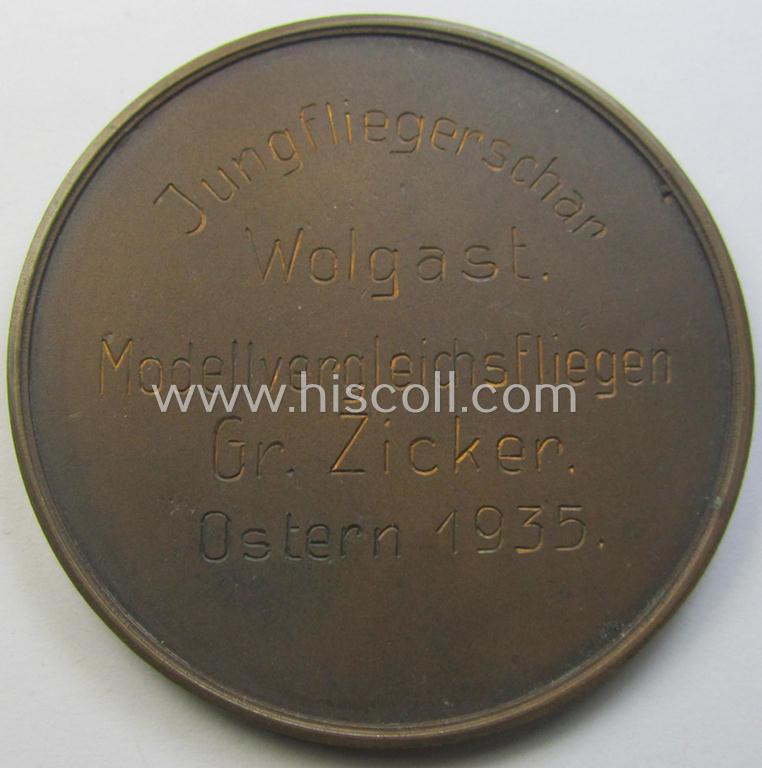 Jungfliegerschar
Wolgast.
Modellvergleichsfliegen
www.hiscoll.com
Gr. Zicker.
Ostern 1935.